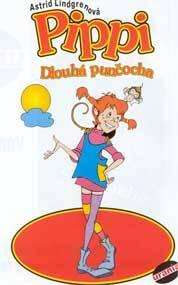 Astrid Lindgrenová
Pippi
Dlouhá punčocha